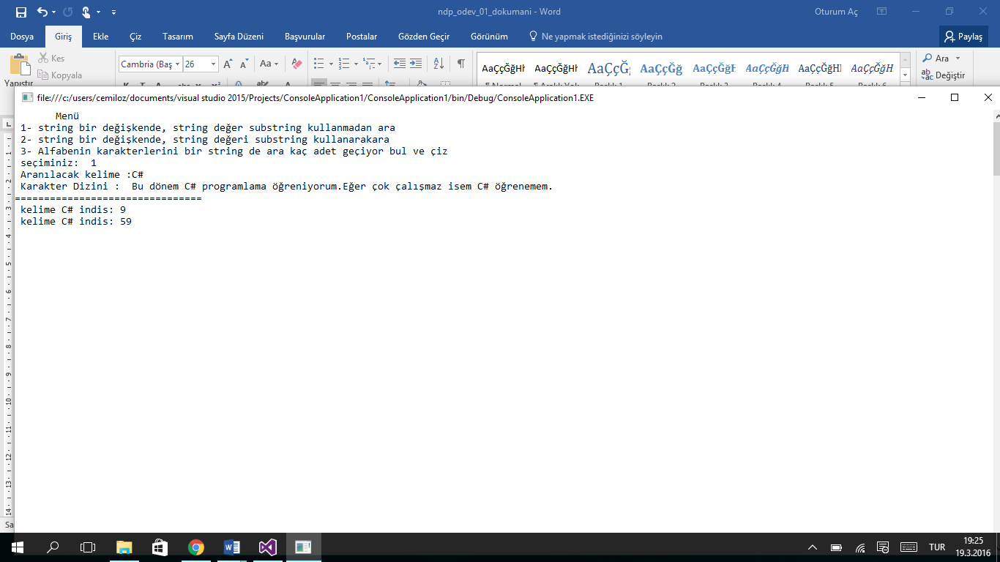 ndp_odev_01_dokumani - Word
Oturum Aç
Dosya Giriş Ekle Çiz Tasarım Sayfa Düzeni Başvurular Postalar Gözden Geçir Görünüm Ne yapmak istediğinizi söyleyin Paylaş
Kes
Cambria (Baş 26
AaÇçĞğHł AaÇçĞğHł AaÇçĞ AaÇçĞğ AaÇçĞğH AaÇçĞğH AaÇçĞğHl AaÇçĞğH
Ara
Kopyala
Değiştir
Yapıştır
file:///c:/users/cemiloz/documents/visual studio 2015/Projects/ConsoleApplication1/ConsoleApplication1/bin/Debug/ConsoleApplication1.EXE
Menü
1- string bir değişkende, string değer substring kullanmadan ara
2- string bir değişkende, string değeri substring kullanarakara
3- Alfabenin karakterlerini bir string de ara kaç adet geçiyor bul ve çiz
seçiminiz: 1
Aranılacak kelime :C#
Karakter Dizini : Bu dönem C# programlama öğreniyorum.Eğer çok çalışmaz isem C# öğrenemem.
================================
kelime C# indis: 9
kelime C# indis: 59
Sa
TUR
19:25
19.3.2016